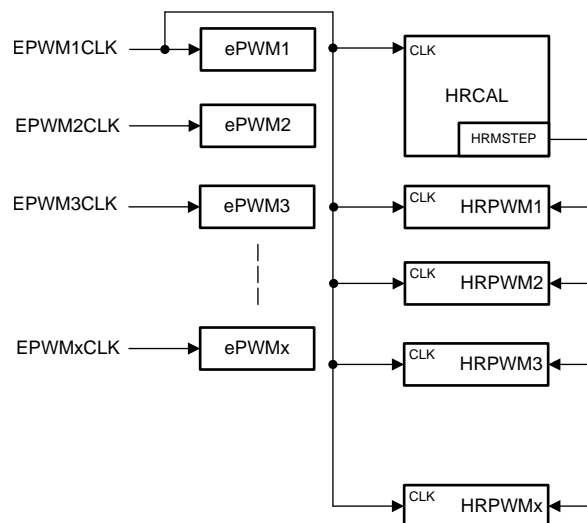 EPWM1CLK
ePWM1
EPWM2CLK
ePWM2
EPWM3CLK
ePWM3
EPWMxCLK
ePWMx
CLK
HRCAL
HRMSTEP
CLK
HRPWM1
CLK
HRPWM2
CLK
HRPWM3
CLK
HRPWMx